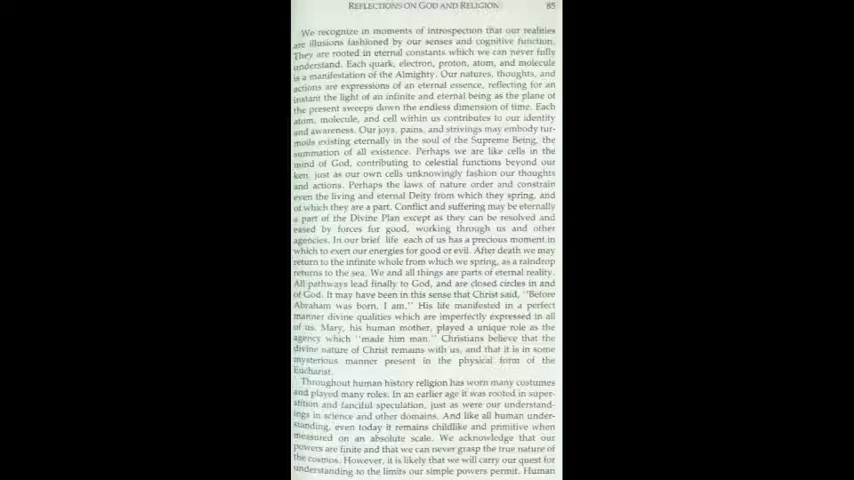 REFLECTIONS ON GOD AND RELIGION 85
We recognize in moments of introspection that our realities
are illusions fashioned by our senses and cognitive function.
They are rooted in eternal constants which we can never fully
understand. Each quark, electron, proton, atom, and molecule
is a manifestation of the Almighty. Our natures, thoughts, and
actions are expressions of an eternal essence, reflecting for an
instant the light of an infinite and eternal being as the plane of
the present sweeps down the endless dimension of time. Each
atom, molecule, and cell within us contributes to our identity
and awareness. Our joys, pains, and strivings may embody tur-
moils existing eternally in the soul of the Supreme Being, the
summation of all existence. Perhaps we are like cells in the
mind of God, contributing to celestial functions beyond our
ken, just as our own cells unknowingly fashion our thoughts
and actions. Perhaps the laws of nature order and constrain
even the living and eternal Deity from which they spring, and
of which they are a part. Conflict and suffering may be eternally
a part of the Divine Plan except as they can be resolved and
eased by forces for good, working through us and other
agencies. In our brief life each of us has a precious moment in
which to exert our energies for good or evil. After death we may
return to the infinite whole from which we spring, as a raindrop
returns to the sea. We and all things are parts of eternal reality.
All pathways lead finally to God, and are closed circles in and
of God. It may have been in this sense that Christ said, "Before
Abraham was born, I am." His life manifested in a perfect
manner divine qualities which are imperfectly expressed in all
of us. Mary, his human mother, played a unique role as the
agency which "made him man." Christians believe that the
divine nature of Christ remains with us, and that it is in some
mysterious manner present in the physical form of the
Eucharist.
Throughout human history religion has worn many costumes
and played many roles. In an earlier age it was rooted in super-
stition and fanciful speculation, just as were our understand-
ings in science and other domains. And like all human under-
standing, even today it remains childlike and primitive when
measured on an absolute scale. We acknowledge that our
powers are finite and that we can never grasp the true nature of
the cosmos. However, it is likely that we will carry our quest for
understanding to the limits our simple powers permit. Human